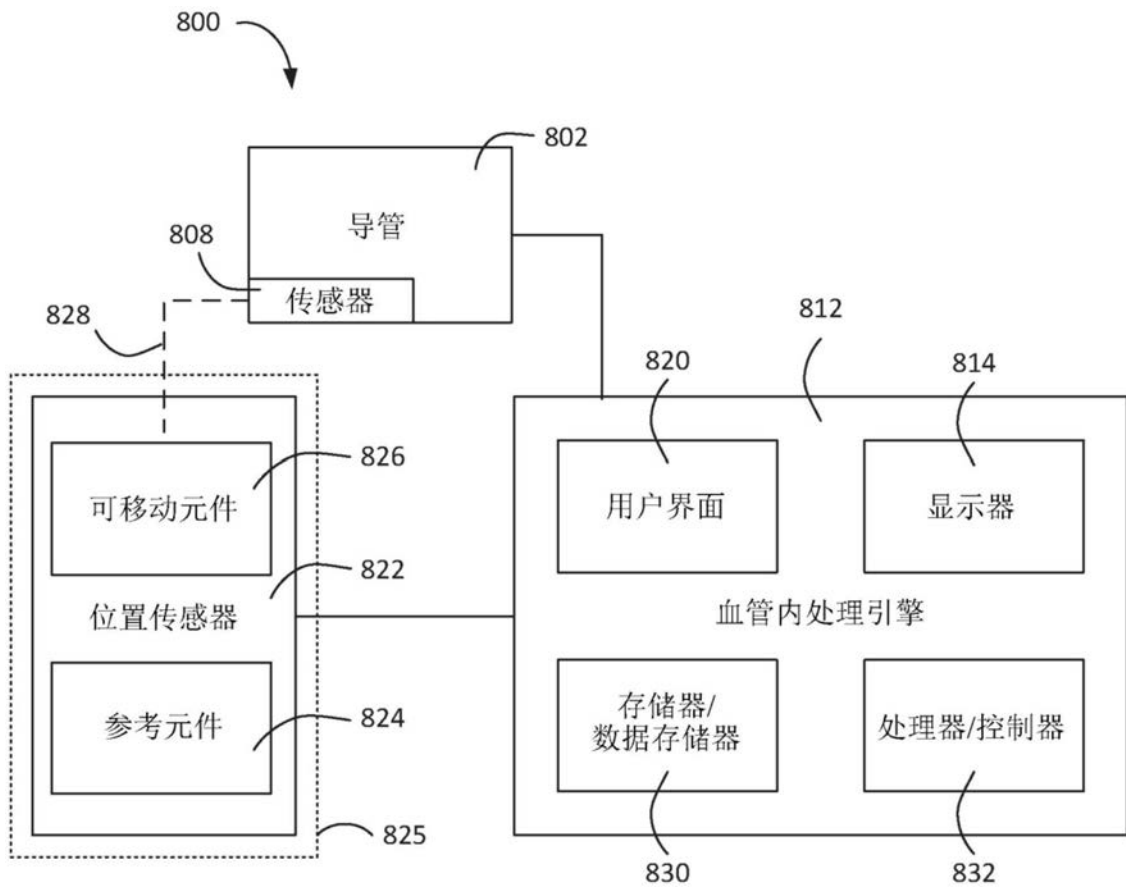 800
802
导管
808
传感器
828
812
820
814
826
可移动元件
用户界面
显示器
822
位置传感器
血管内处理引擎
824
参考元件
存储器/
数据存储器
处理器/控制器
825
830
832